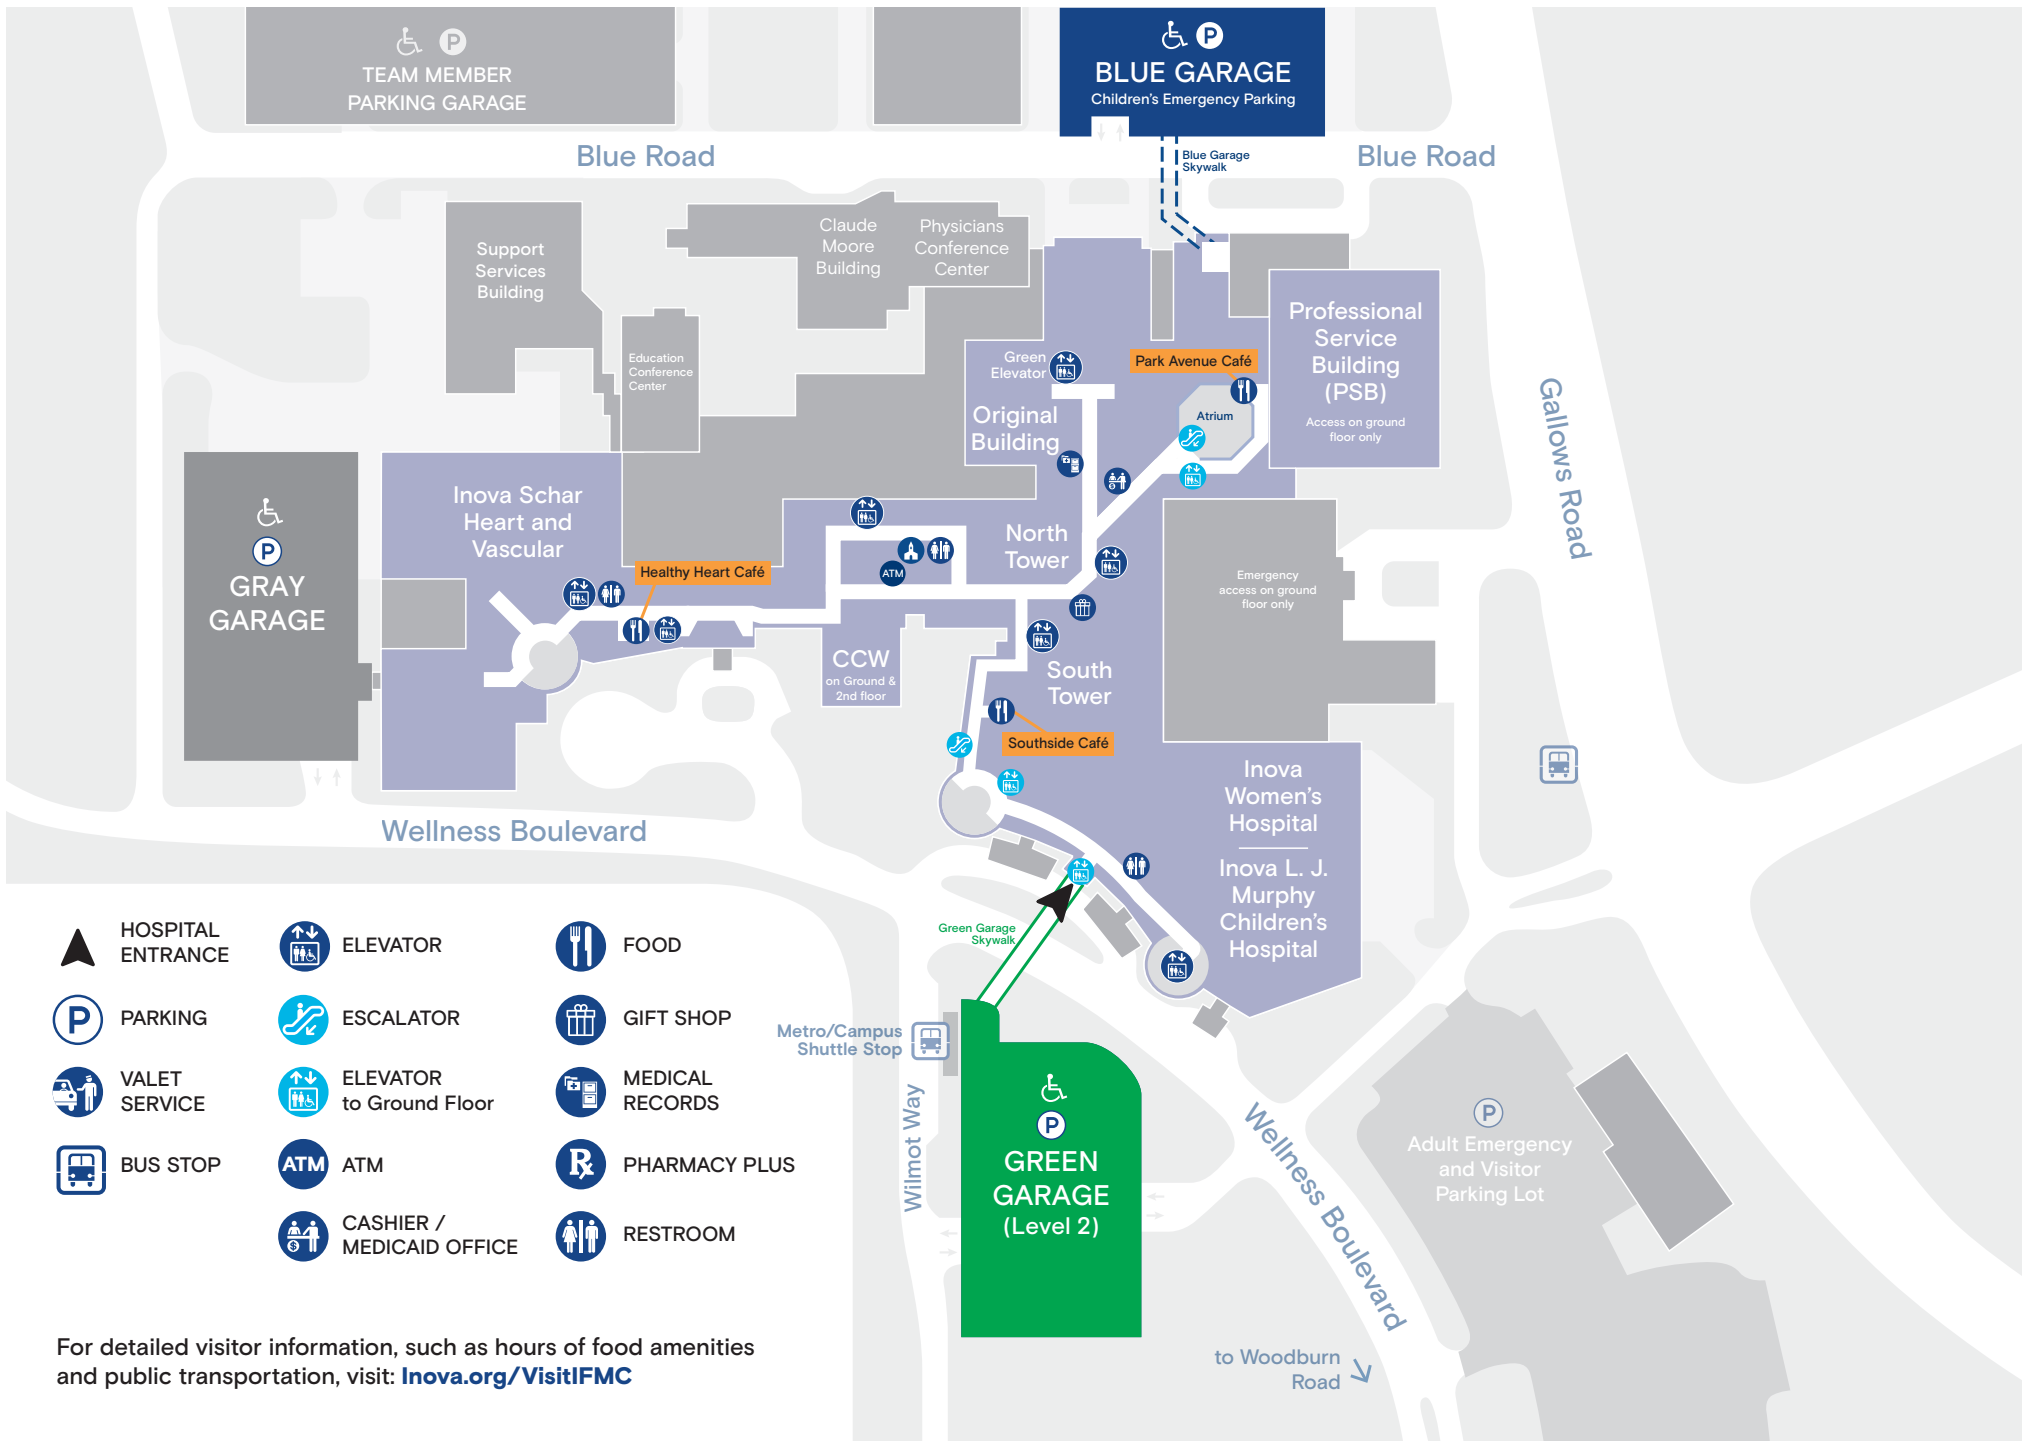 TEAM MEMBER
PARKING GARAGE
P
BLUE GARAGE
Children's Emergency Parking
P
Blue Road
Blue Garage
Skywalk
Blue Road
Support
Services
Building
Claude
Moore
Building
Physicians
Conference
Center
Education
Conference
Center
Green
Elevator
Park Avenue Café
Professional
Service
Building
(PSB)
Access on ground
floor only
Original
Building
Atrium
Gallows Road
P
GRAY
GARAGE
Inova Schar
Heart and
Vascular
Healthy Heart Café
ATM
North
Tower
Emergency
access on ground
floor only
CCW
on Ground &
2nd floor
South
Tower
Southside Café
Inova
Women's
Hospital
Inova L. J.
Murphy
Children's
Hospital
Wellness Boulevard
Green Garage
Skywalk
Metro/Campus
Shuttle Stop
Wilmot Way
P
GREEN
GARAGE
(Level 2)
Wellness Boulevard
P
Adult Emergency
and Visitor
Parking Lot
to Woodburn
Road
HOSPITAL
ENTRANCE
P
PARKING
VALET
SERVICE
BUS STOP
ELEVATOR
ESCALATOR
ELEVATOR
to Ground Floor
ATM
ATM
CASHIER /
MEDICAID OFFICE
FOOD
GIFT SHOP
MEDICAL
RECORDS
PHARMACY PLUS
RESTROOM
For detailed visitor information, such as hours of food amenities
and public transportation, visit: Inova.org/VisitIFMC